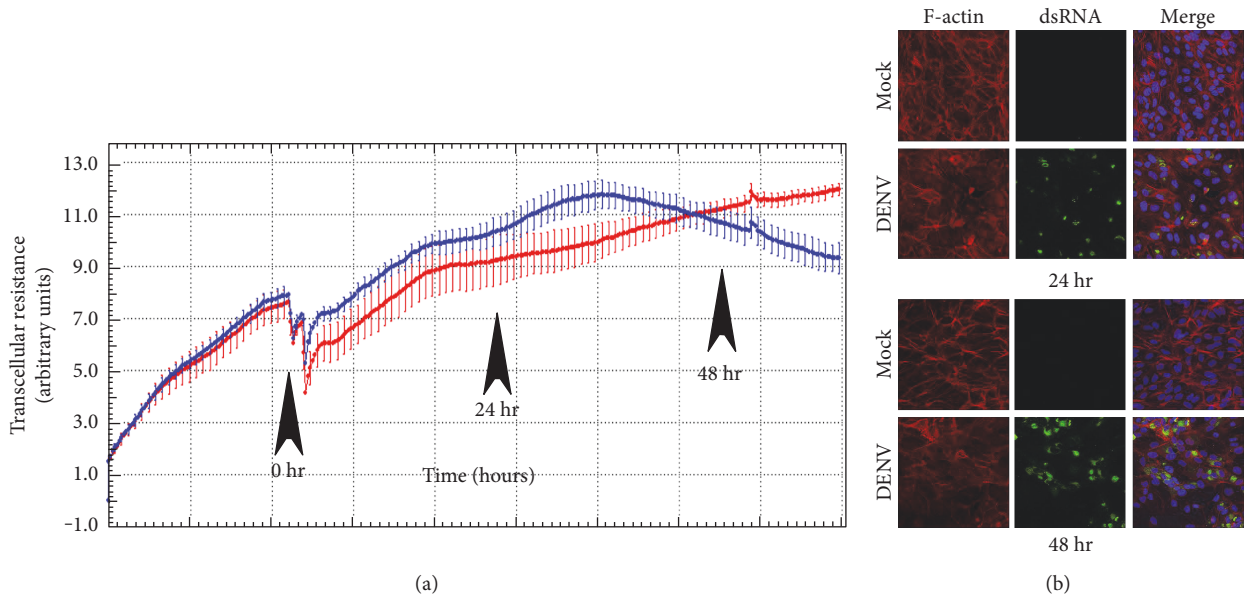 13.0
11.0
9.0
7.0
5.0
3.0
1.0
−1.0
Transcellular resistance
(arbitrary units)
0 hr
24 hr
48 hr
Time (hours)
(a)
F-actin dsRNA Merge
Mock
DENV
24 hr
Mock
DENV
48 hr
(b)